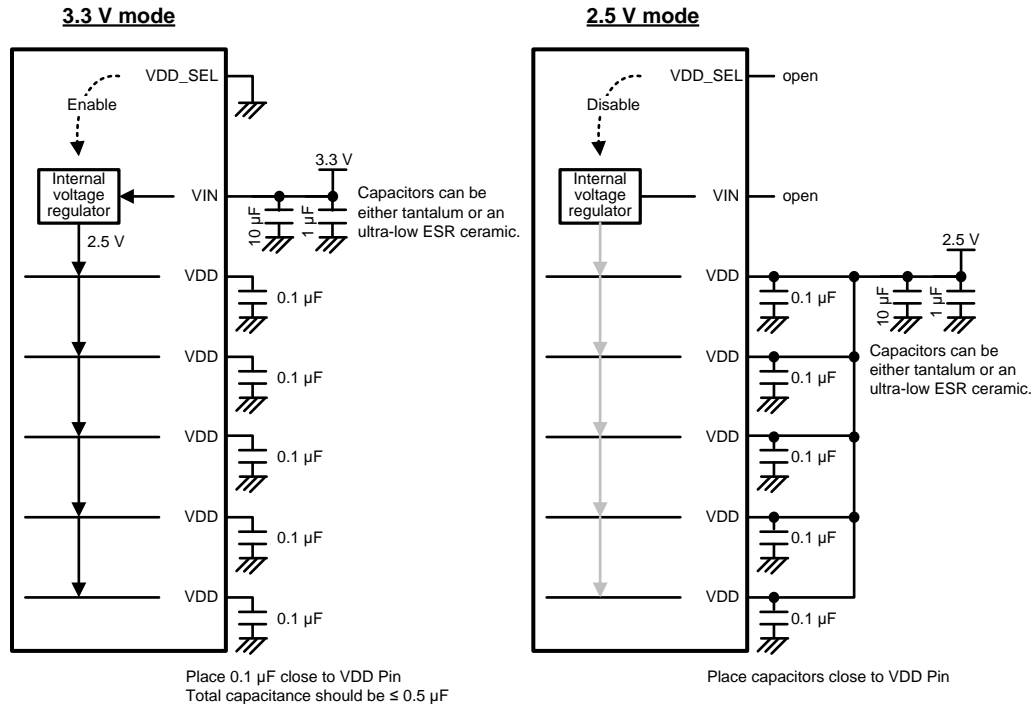 3.3 V mode
VDD_SEL
Enable
Internal
voltage
regulator
VIN
3.3 V
10 µF
1 µF
Capacitors can be
either tantalum or an
ultra-low ESR ceramic.
2.5 V
VDD
0.1 µF
VDD
0.1 µF
VDD
0.1 µF
VDD
0.1 µF
VDD
0.1 µF
Place 0.1 µF close to VDD Pin
Total capacitance should be ≤ 0.5 µF
2.5 V mode
VDD_SEL
open
Disable
Internal
voltage
regulator
VIN
open
2.5 V
VDD
0.1 µF
10 µF
1 µF
Capacitors can be
either tantalum or an
ultra-low ESR ceramic.
VDD
0.1 µF
VDD
0.1 µF
VDD
0.1 µF
VDD
0.1 µF
Place capacitors close to VDD Pin